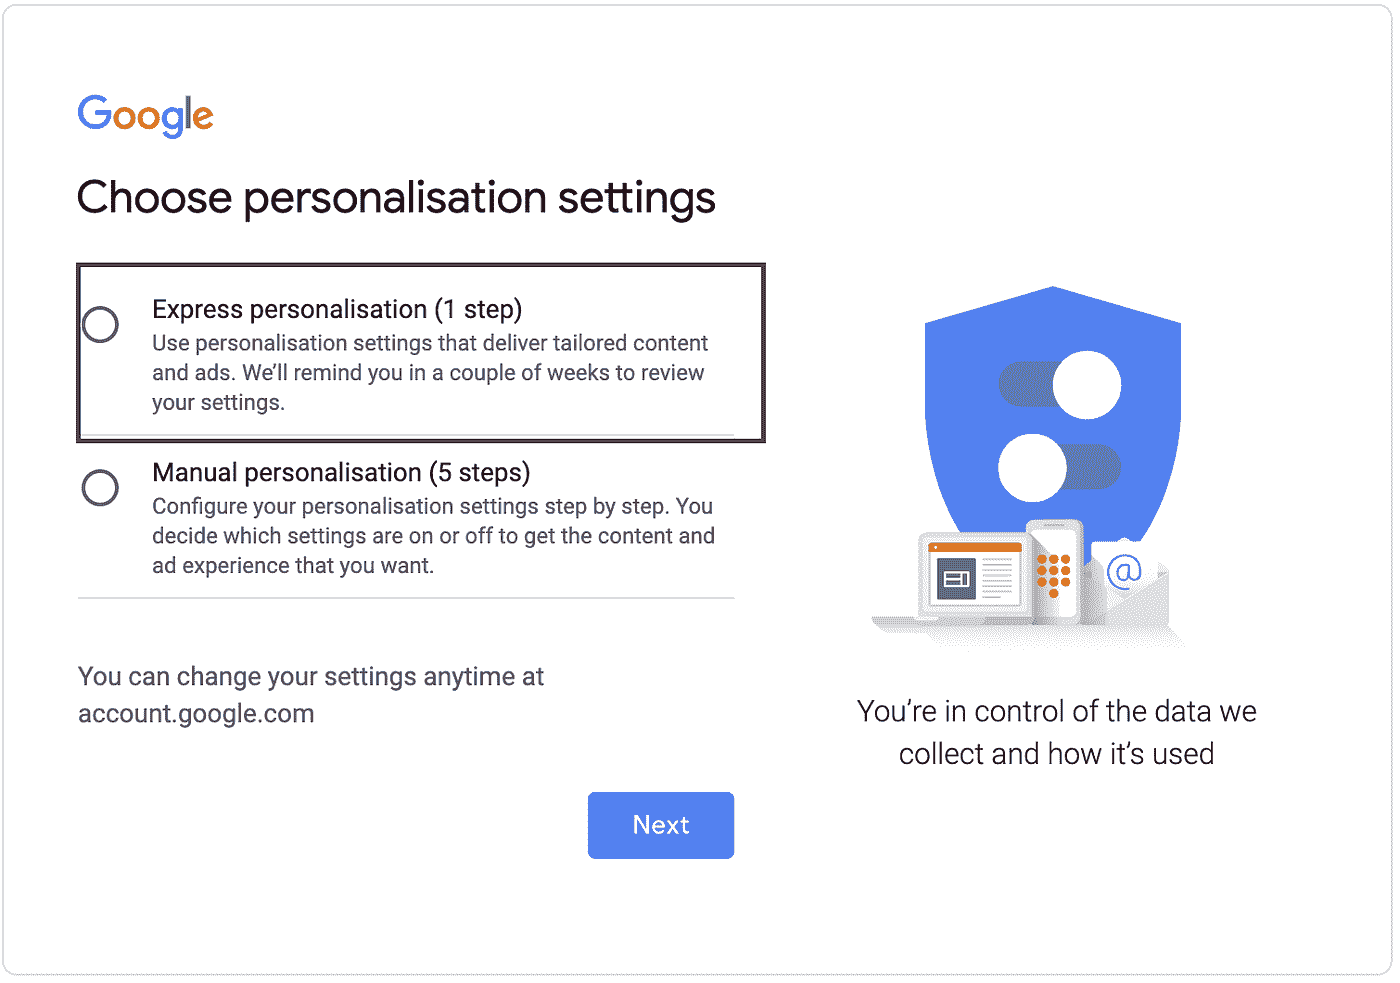 Google
Choose personalisation settings
Express personalisation (1 step)
Use personalisation settings that deliver tailored content
and ads. We’ll remind you in a couple of weeks to review
your settings.
Manual personalisation (5 steps)
Configure your personalisation settings step by step. You
decide which settings are on or off to get the content and
ad experience that you want.
You can change your settings anytime at
account.google.com
Next
@
You’re in control of the data we
collect and how it’s used